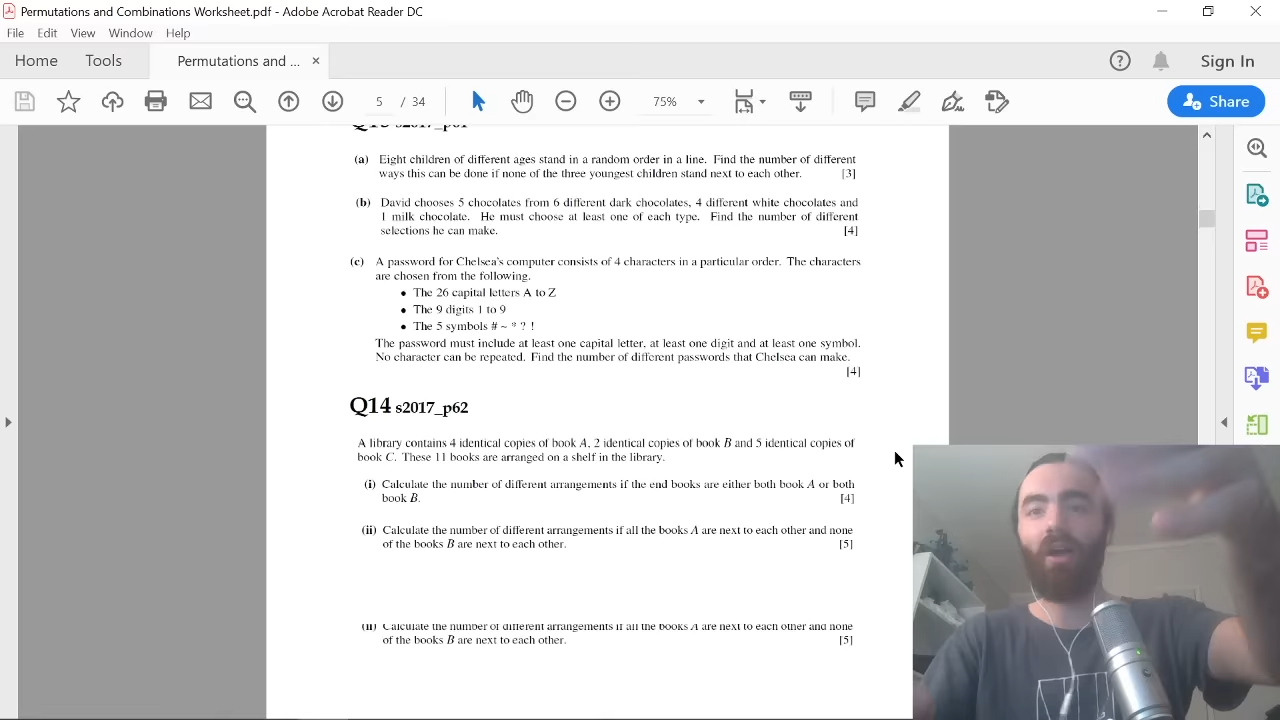 Permutations and Combinations Worksheet.pdf - Adobe Acrobat Reader DC
File Edit View Window Help
Home Tools Permutations and ... × Sign In
5 / 34 75% Share
Q13 s2017_p61
(a) Eight children of different ages stand in a random order in a line. Find the number of different
ways this can be done if none of the three youngest children stand next to each other. [3]
(b) David chooses 5 chocolates from 6 different dark chocolates, 4 different white chocolates and
1 milk chocolate. He must choose at least one of each type. Find the number of different
selections he can make. [4]
(c) A password for Chelsea's computer consists of 4 characters in a particular order. The characters
are chosen from the following.
• The 26 capital letters A to Z
• The 9 digits 1 to 9
• The 5 symbols # ~ * ? !
The password must include at least one capital letter, at least one digit and at least one symbol.
No character can be repeated. Find the number of different passwords that Chelsea can make.
[4]
Q14 s2017_p62
A library contains 4 identical copies of book A, 2 identical copies of book B and 5 identical copies of
book C. These 11 books are arranged on a shelf in the library.
(i) Calculate the number of different arrangements if the end books are either both book A or both
book B. [4]
(ii) Calculate the number of different arrangements if all the books A are next to each other and none
of the books B are next to each other. [5]
(ii) Calculate the number of different arrangements if all the books A are next to each other and none
of the books B are next to each other. [5]